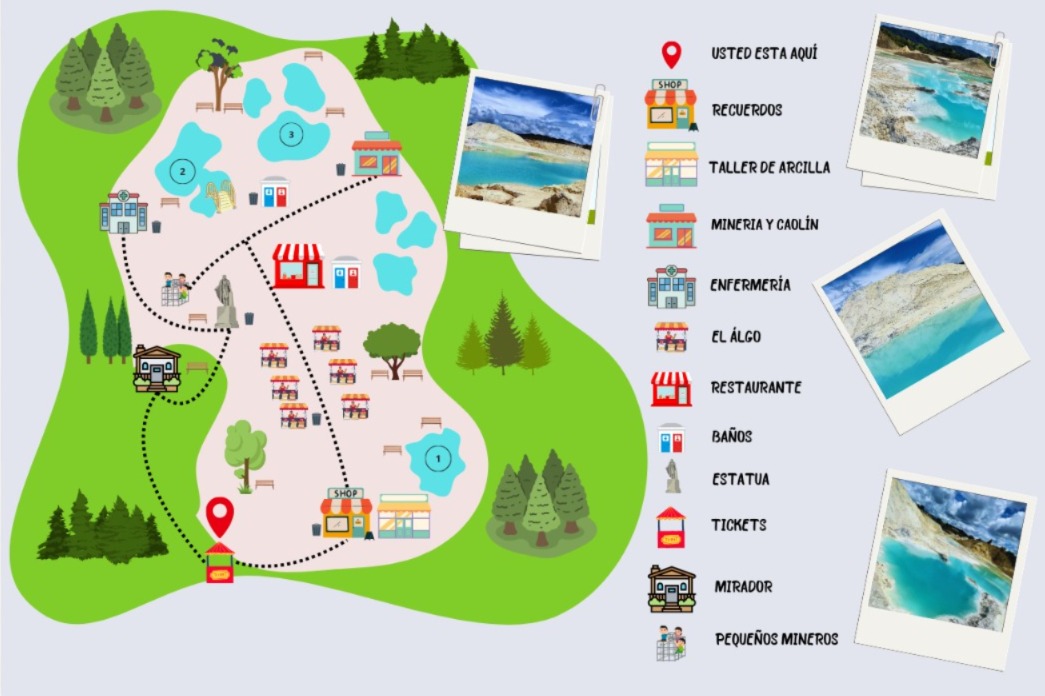 USTED ESTA AQUÍ
SHOP
RECUERDOS
TALLER DE ARCILLA
MINERIA Y CAOLÍN
ENFERMERÍA
EL ÁLGO
RESTAURANTE
BAÑOS
ESTATUA
TICKETS
MIRADOR
PEQUEÑOS MINEROS
3
2
1
SHOP